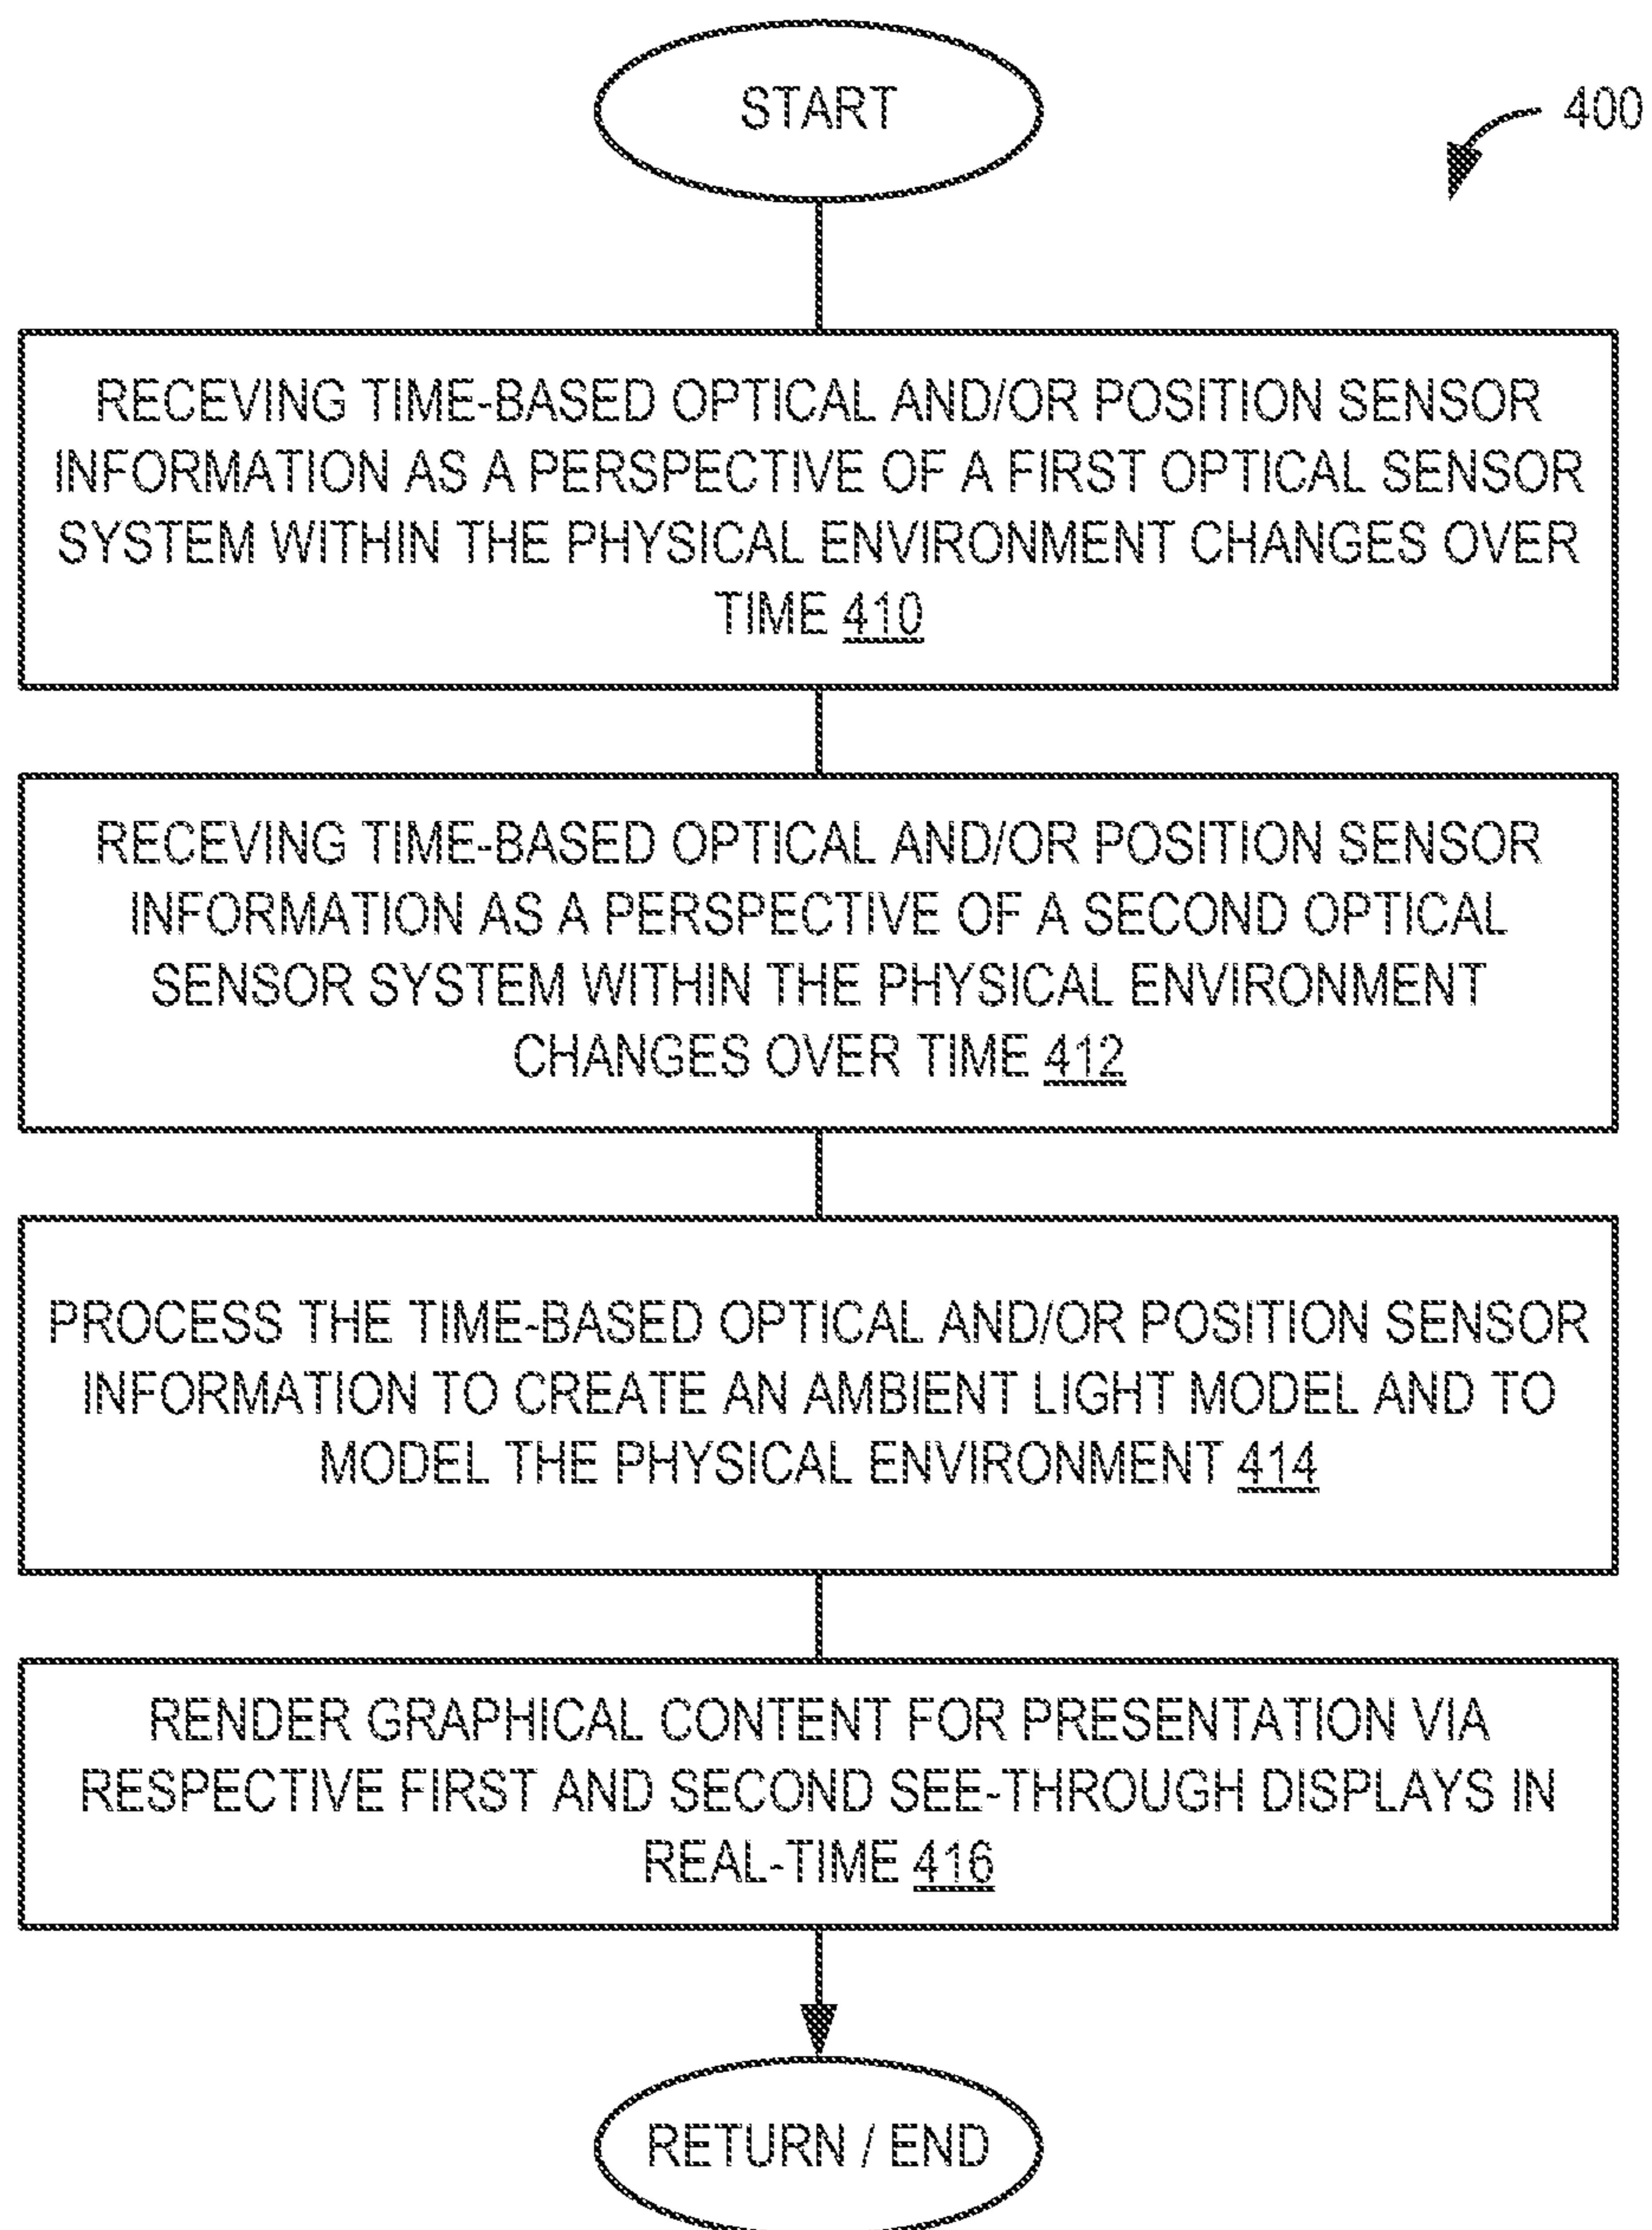 START
400
RECEVING TIME-BASED OPTICAL AND/OR POSITION SENSOR
INFORMATION AS A PERSPECTIVE OF A FIRST OPTICAL SENSOR
SYSTEM WITHIN THE PHYSICAL ENVIRONMENT CHANGES OVER
TIME 410
RECEVING TIME-BASED OPTICAL AND/OR POSITION SENSOR
INFORMATION AS A PERSPECTIVE OF A SECOND OPTICAL
SENSOR SYSTEM WITHIN THE PHYSICAL ENVIRONMENT
CHANGES OVER TIME 412
PROCESS THE TIME-BASED OPTICAL AND/OR POSITION SENSOR
INFORMATION TO CREATE AN AMBIENT LIGHT MODEL AND TO
MODEL THE PHYSICAL ENVIRONMENT 414
RENDER GRAPHICAL CONTENT FOR PRESENTATION VIA
RESPECTIVE FIRST AND SECOND SEE-THROUGH DISPLAYS IN
REAL-TIME 416
RETURN / END